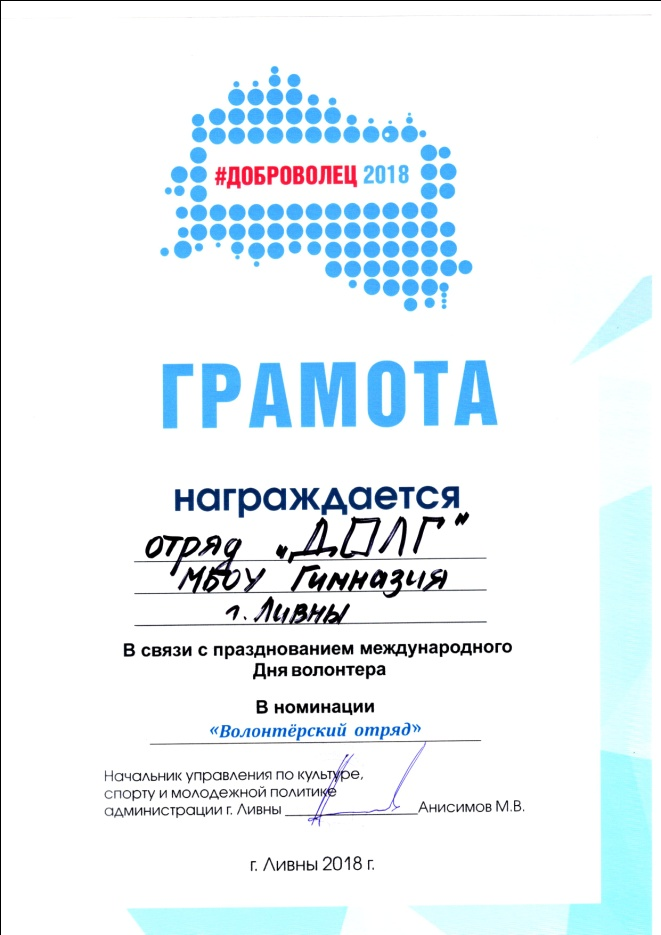 #ДОБРОВОЛЕЦ 2018
ГРАМОТА
награждается
отряд "ДОЛГ"
МБОУ Гимназия
г. Ливны
В связи с празднованием международного
Дня волонтера
В номинации
«Волонтёрский отряд»
Начальник управления по культуре,
спорту и молодежной политике
администрации г. Ливны Анисимов М.В.
г. Ливны 2018 г.